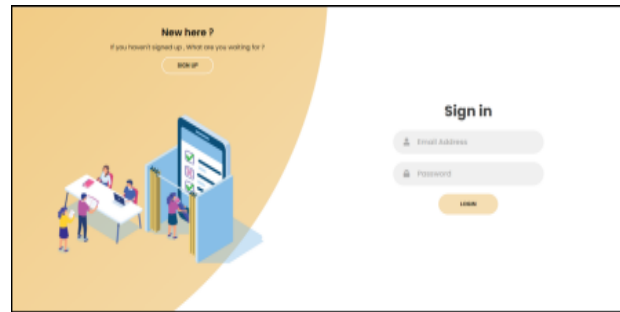 New here ?
If you haven't signed up , What are you waiting for ?
SIGN UP
Sign in
Email Address
Password
LOGIN